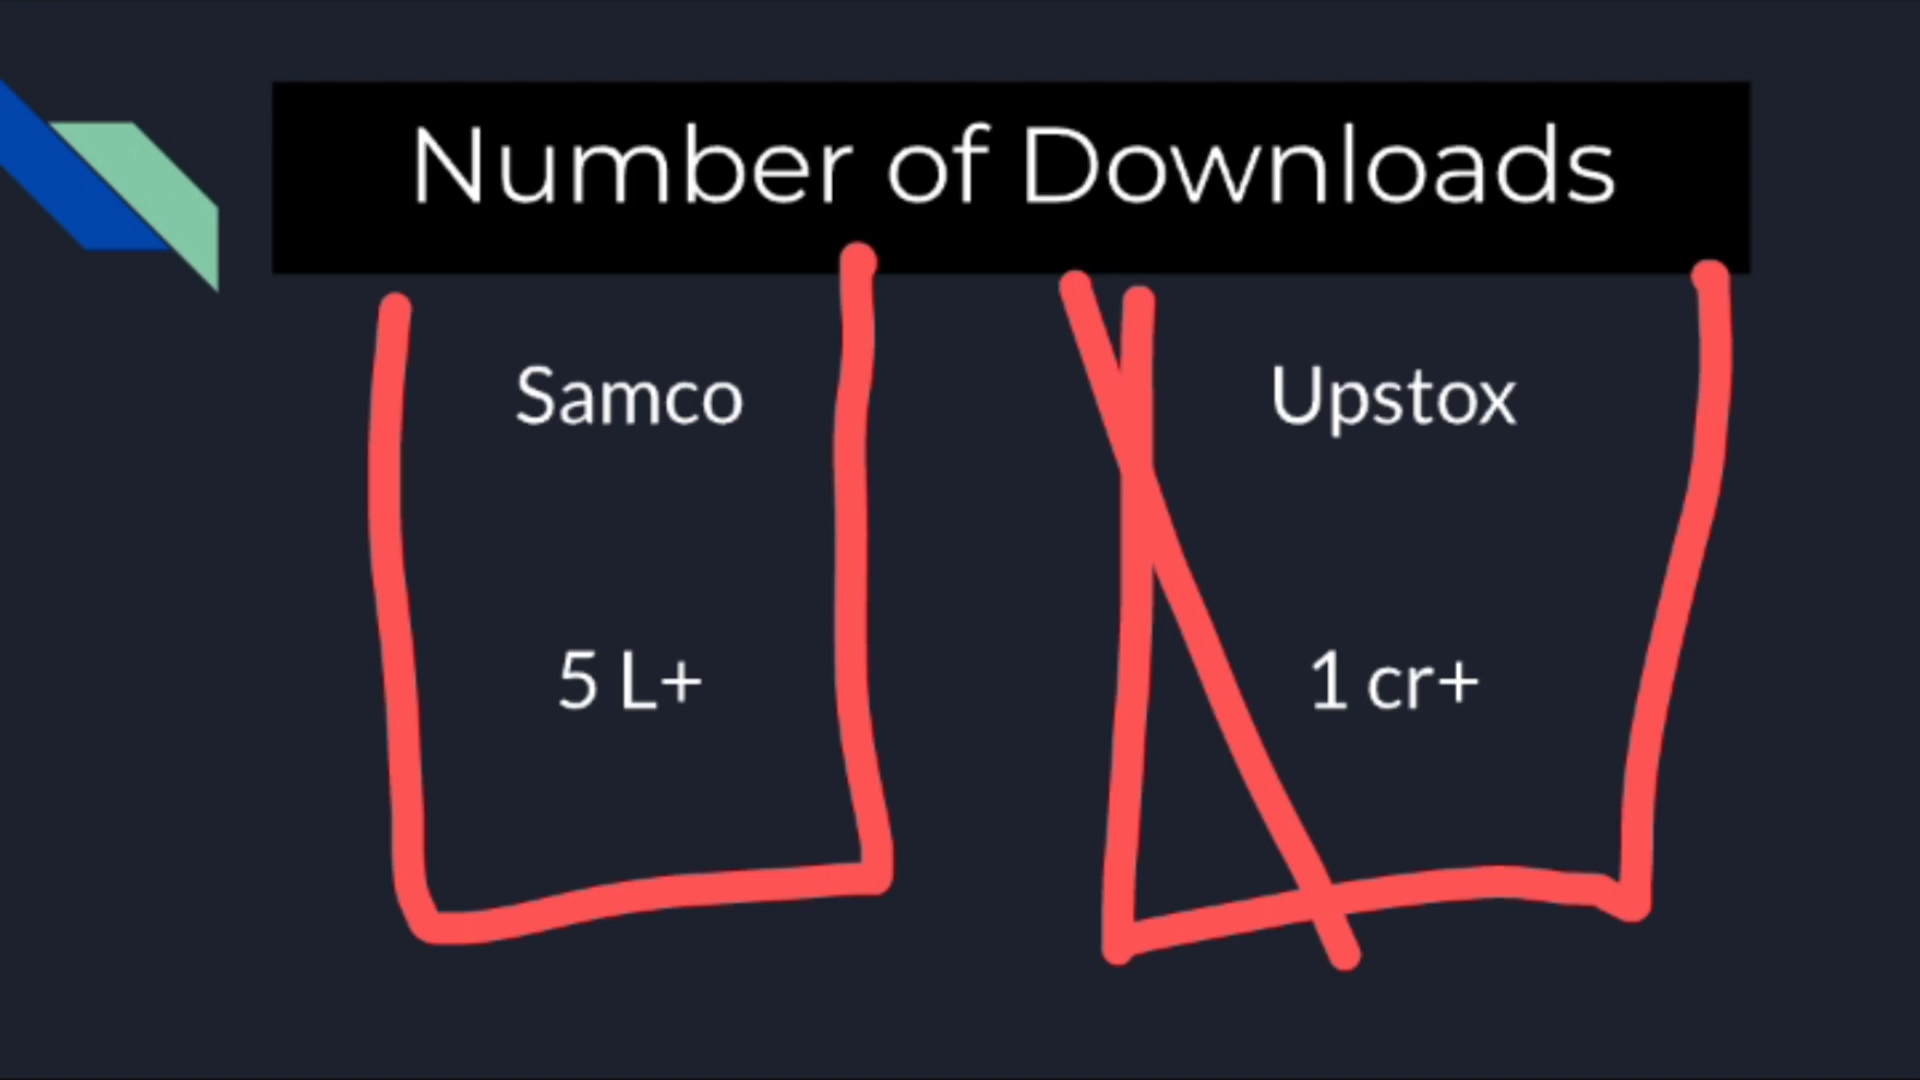 Number of Downloads
Samco
Upstox
5 L+
1 cr+